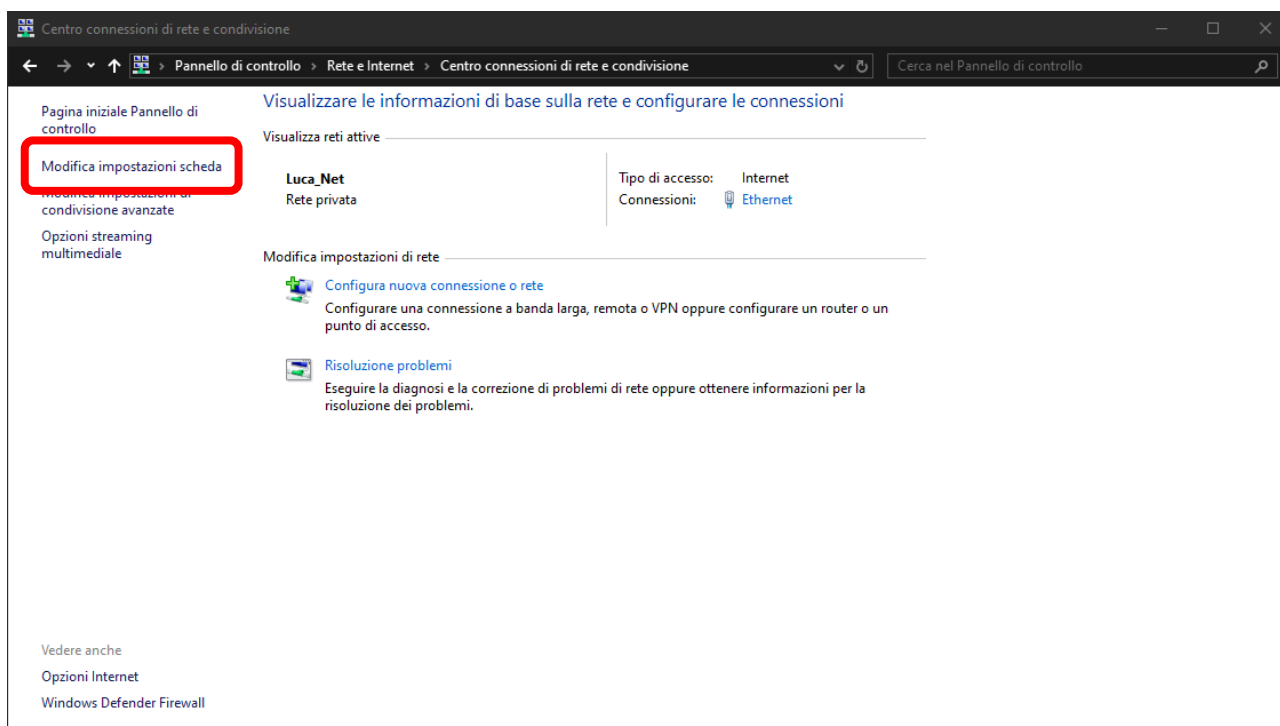 Centro connessioni di rete e condivisione
Pannello di controllo > Rete e Internet > Centro connessioni di rete e condivisione
Cerca nel Pannello di controllo
Pagina iniziale Pannello di
controllo
Modifica impostazioni scheda
Modifica impostazioni di
condivisione avanzate
Opzioni streaming
multimediale
Visualizzare le informazioni di base sulla rete e configurare le connessioni
Visualizza reti attive
Luca_Net
Rete privata
Tipo di accesso: Internet
Connessioni: Ethernet
Modifica impostazioni di rete
Configura nuova connessione o rete
Configurare una connessione a banda larga, remota o VPN oppure configurare un router o un
punto di accesso.
Risoluzione problemi
Eseguire la diagnosi e la correzione di problemi di rete oppure ottenere informazioni per la
risoluzione dei problemi.
Vedere anche
Opzioni Internet
Windows Defender Firewall